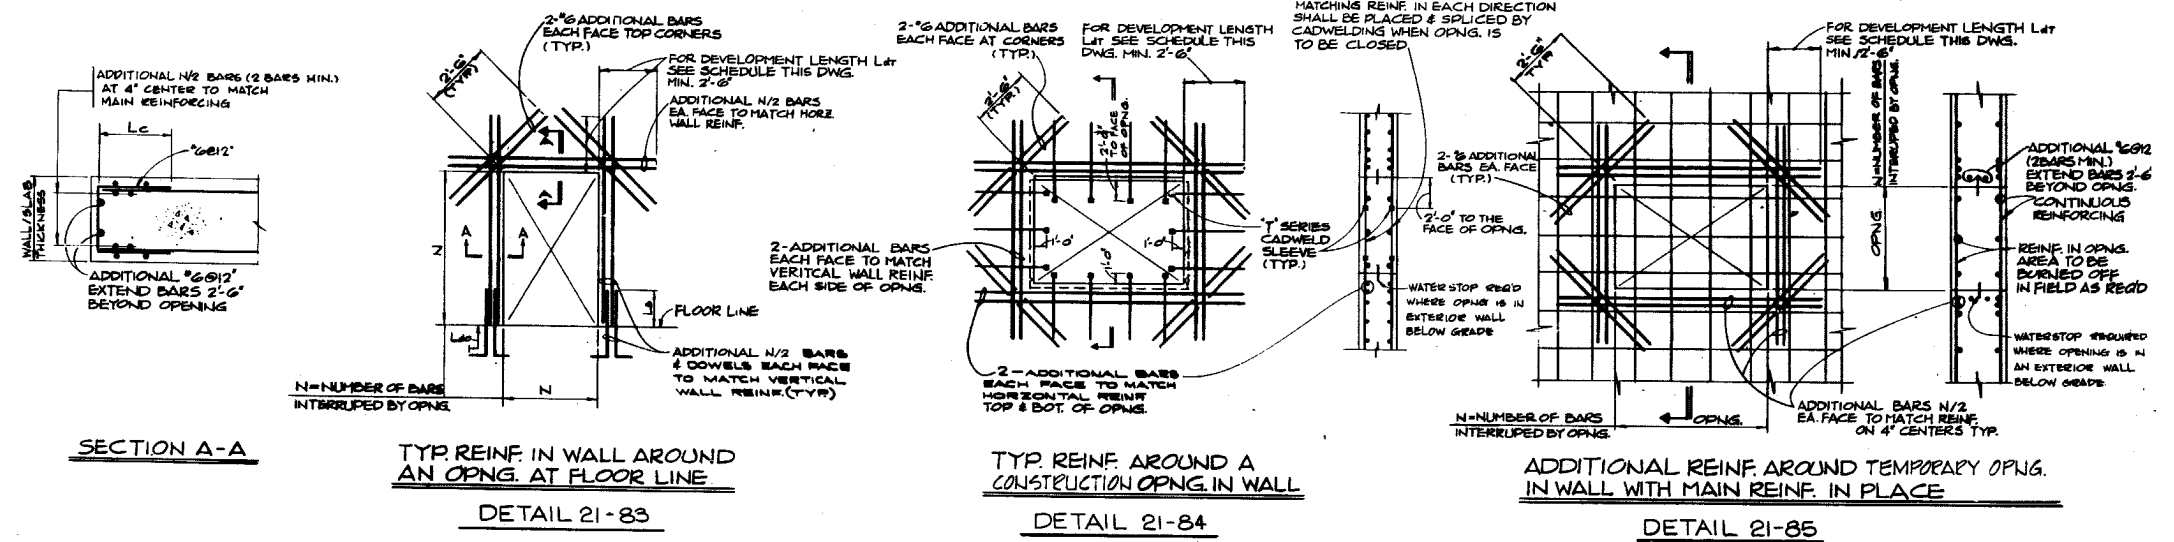 ADDITIONAL N/2 BARS (2 BARS MIN.)
AT 4" CENTER TO MATCH
MAIN REINFORCING
Lc
#6@12"
WALL/SLAB
THICKNESS
ADDITIONAL #6@12"
EXTEND BARS 2'-6"
BEYOND OPENING
SECTION A-A
2-#6 ADDITIONAL BARS
EACH FACE TOP CORNERS
(TYP.)
2'-6"
(TYP.)
FOR DEVELOPMENT LENGTH LdT
SEE SCHEDULE THIS DWG.
MIN. 2'-6"
ADDITIONAL N/2 BARS
EA. FACE TO MATCH HORZ.
WALL REINF.
A
A
A
A
N
FLOOR LINE
ADDITIONAL N/2 BARS
& DOWELS EACH FACE
TO MATCH VERTICAL
WALL REINF. (TYP)
N
N=NUMBER OF BARS
INTERRUPED BY OPNG.
TYP. REINF. IN WALL AROUND
AN OPNG. AT FLOOR LINE
DETAIL 21-83
2-#6 ADDITIONAL BARS
EACH FACE AT CORNERS
(TYP.)
2'-6"
(TYP.)
FOR DEVELOPMENT LENGTH
LdT SEE SCHEDULE THIS
DWG. MIN. 2'-6"
MATCHING REINF. IN EACH DIRECTION
SHALL BE PLACED & SPLICED BY
CADWELDING WHEN OPNG. IS
TO BE CLOSED
2'-0"
TO FACE
OF OPNG.
1'-0"
1'-0"
1'-0"
"T" SERIES
CADWELD
SLEEVE
(TYP.)
2'-0" TO THE
FACE OF OPNG.
2-ADDITIONAL BARS
EACH FACE TO MATCH
VERITCAL WALL REINF.
EACH SIDE OF OPNG.
WATER STOP REQ'D
WHERE OPNG IS IN
EXTERIOR WALL
BELOW GRADE
2-ADDITIONAL BARS
EACH FACE TO MATCH
HORIZONTAL REINF
TOP & BOT. OF OPNG.
TYP. REINF. AROUND A
CONSTRUCTION OPNG. IN WALL
DETAIL 21-84
2'-6"
TYP
FOR DEVELOPMENT LENGTH LdT
SEE SCHEDULE THIS DWG.
MIN 2'-6"
N=NUMBER OF BARS
INTERRUPED BY OPNG.
2-#6 ADDITIONAL
BARS EA. FACE
(TYP.)
OPNG.
ADDITIONAL #6@12
(2 BARS MIN.)
EXTEND BARS 2'-6"
BEYOND OPNG.
CONTINUOUS
REINFORCING
REINF. IN OPNG.
AREA TO BE
BURNED OFF
IN FIELD AS REQ'D
WATERSTOP REQUIRED
WHERE OPENING IS IN
AN EXTERIOR WALL
BELOW GRADE
ADDITIONAL BARS N/2
EA. FACE TO MATCH REINF.
ON 4" CENTERS TYP.
N=NUMBER OF BARS
INTERRUPED BY OPNG.
OPNG.
ADDITIONAL REINF. AROUND TEMPORARY OPNG.
IN WALL WITH MAIN REINF. IN PLACE
DETAIL 21-85